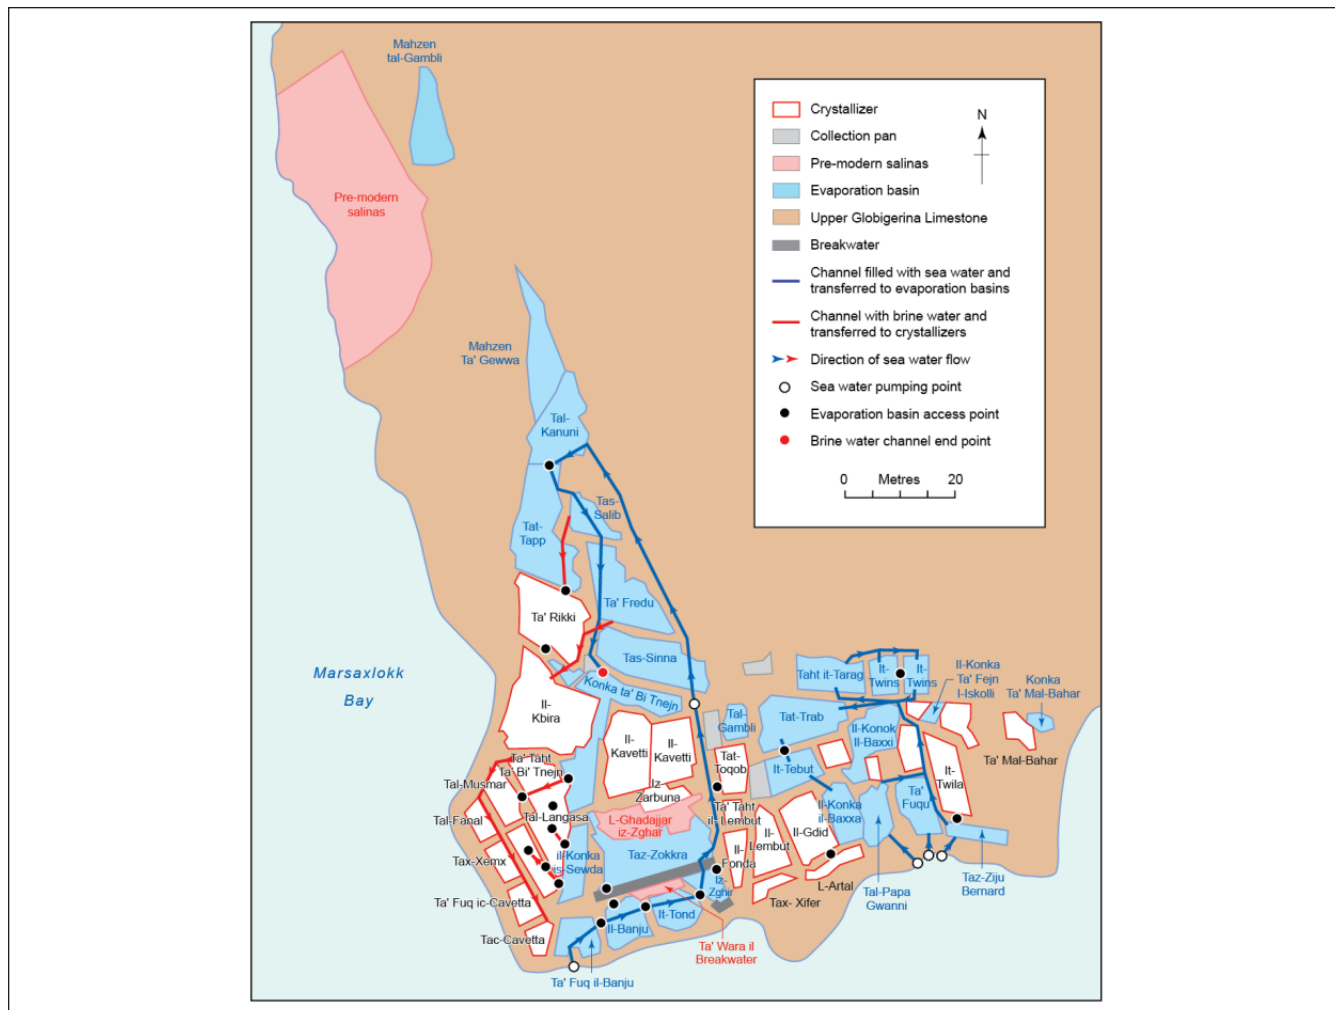 Mahzen
tal-Gambli
Pre-modern
salinas
Mahzen
Ta' Gewwa
Tal-
Kanuni
Tas-
Salib
Tat-
Tapp
Ta' Rikki
Ta' Fredu
Tas-Sinna
Konka ta' Bi Tnejn
Marsaxlokk
Bay
Il-
Kbira
Il-
Kavetti
Il-
Kavetti
Iz-
Zarbuna
Tal-
Gambli
Tat-
Toqob
Taht it-Tarag
It-
Twins
It-
Twins
Il-Konka
Ta' Fejn
l-Iskolli
Konka
Ta' Mal-Bahar
Tat-Trab
Il-Konok
Il-Baxxi
Ta' Mal-Bahar
It-Tebut
It-
Twila
Ta'
Fuqu
Ta' Taht
Ta' Bi' Tnejn
Tal-Musmar
Tal-Fanal
Tal-Langasa
L-Ghadajjar
iz-Zghar
Ta' Taht
il-Lembut
Il-
Lembut
Il-Gdid
Il-Konka
il-Baxxa
Tax-Xemx
il-Konka
is-Sewda
Taz-Zokkra
Il-
Fonda
Iz-
Zghir
L-Artal
Tax- Xifer
Tal-Papa
Gwanni
Taz-Ziju
Bernard
Ta' Fuq ic-Cavetta
Tac-Cavetta
Il-Banju
It-Tond
Ta' Wara il
Breakwater
Ta' Fuq il-Banju
Crystallizer
Collection pan
Pre-modern salinas
Evaporation basin
Upper Globigerina Limestone
Breakwater
Channel filled with sea water and
transferred to evaporation basins
Channel with brine water and
transferred to crystallizers
Direction of sea water flow
Sea water pumping point
Evaporation basin access point
Brine water channel end point
N
0 Metres 20